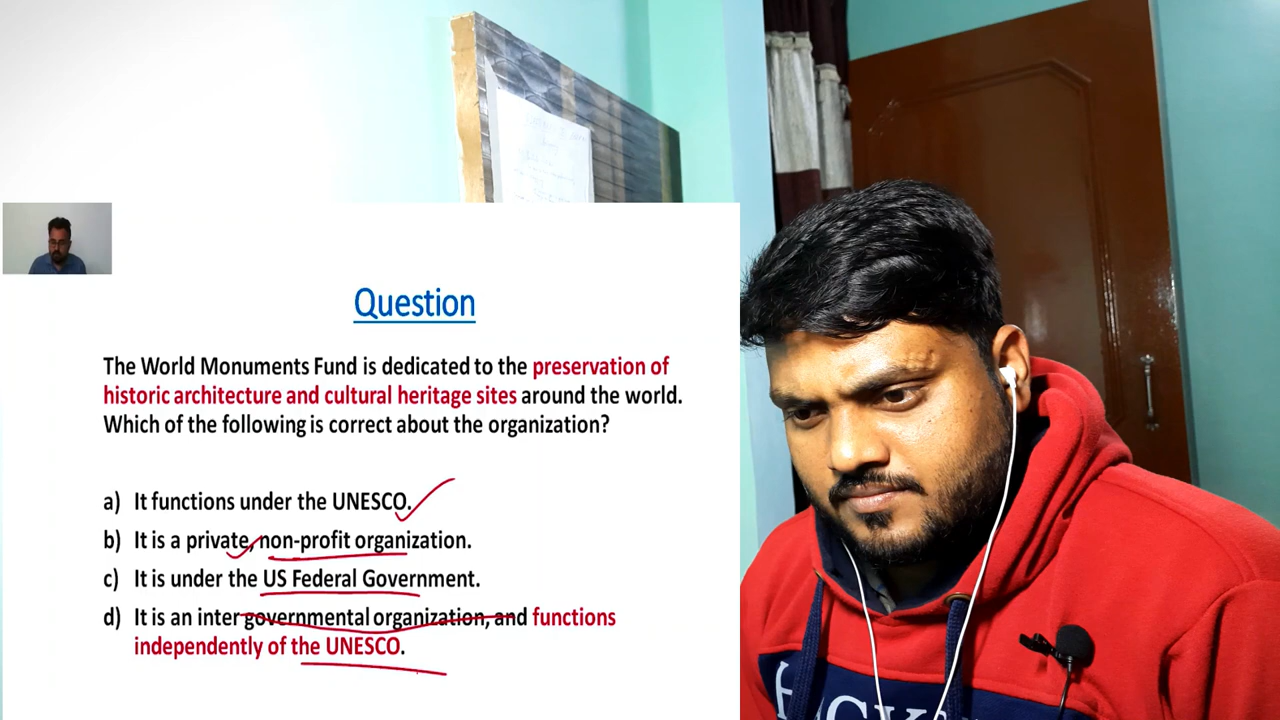 Question
The World Monuments Fund is dedicated to the preservation of
historic architecture and cultural heritage sites around the world.
Which of the following is correct about the organization?
a) It functions under the UNESCO.
b) It is a private, non-profit organization.
c) It is under the US Federal Government.
d) It is an inter governmental organization, and functions
independently of the UNESCO.